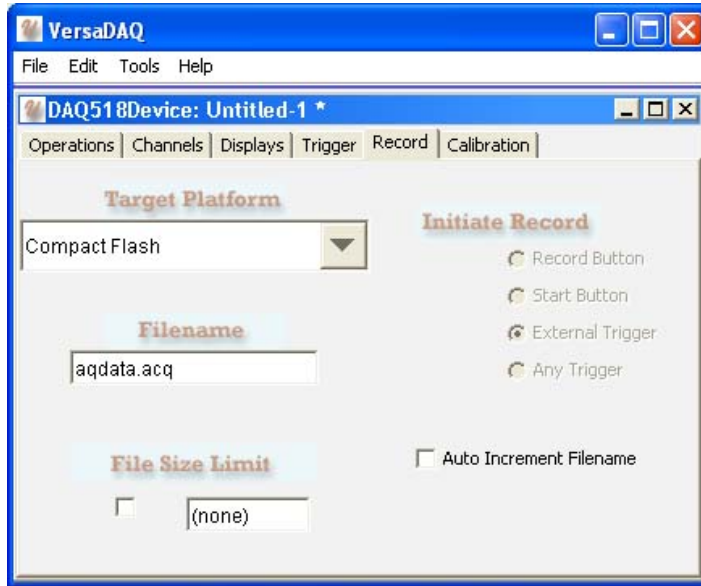 VersaDAQ
File Edit Tools Help
DAQ518Device: Untitled-1 *
Operations Channels Displays Trigger Record Calibration
Target Platform
Compact Flash
Initiate Record
Record Button
Start Button
External Trigger
Any Trigger
Filename
aqdata.acq
File Size Limit
(none)
Auto Increment Filename